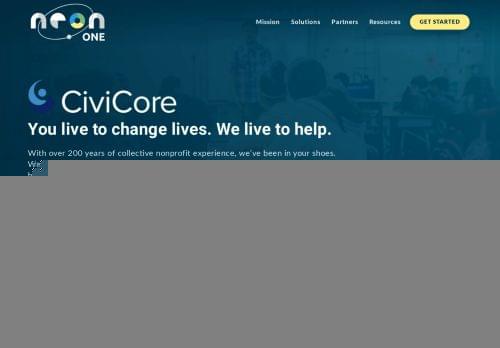 neon ONE
Mission Solutions Partners Resources GET STARTED
CiviCore
You live to change lives. We live to help.
With over 200 years of collective nonprofit experience, we've been in your shoes.
We